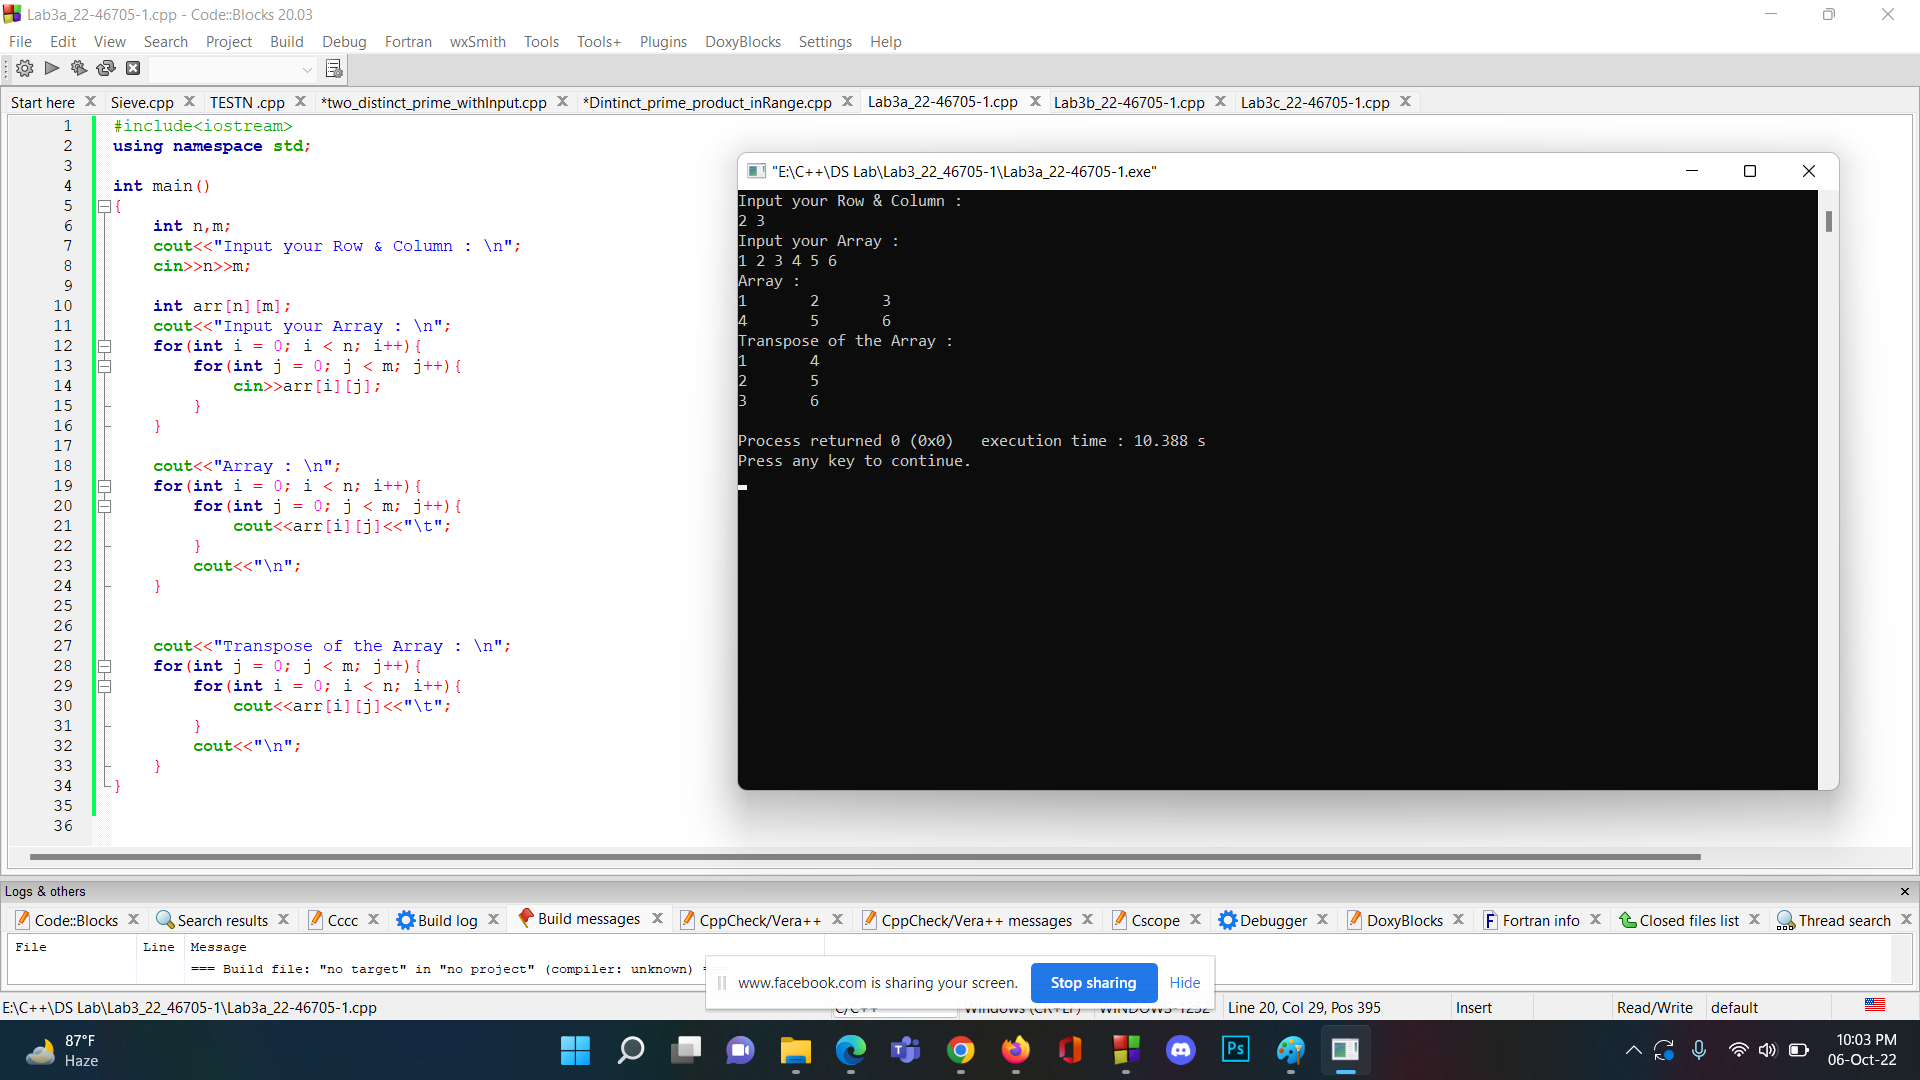 Lab3a_22-46705-1.cpp - Code::Blocks 20.03
File Edit View Search Project Build Debug Fortran wxSmith Tools Tools+ Plugins DoxyBlocks Settings Help
Start here Sieve.cpp TESTN .cpp *two_distinct_prime_withInput.cpp *Dintinct_prime_product_inRange.cpp Lab3a_22-46705-1.cpp Lab3b_22-46705-1.cpp Lab3c_22-46705-1.cpp
1 #include<iostream>
2 using namespace std;
3
4 int main()
5 {
6 int n,m;
7 cout<<"Input your Row & Column : \n";
8 cin>>n>>m;
9
10 int arr[n][m];
11 cout<<"Input your Array : \n";
12 for(int i = 0; i < n; i++){
13 for(int j = 0; j < m; j++){
14 cin>>arr[i][j];
15 }
16 }
17
18 cout<<"Array : \n";
19 for(int i = 0; i < n; i++){
20 for(int j = 0; j < m; j++){
21 cout<<arr[i][j]<<"\t";
22 }
23 cout<<"\n";
24 }
25
26
27 cout<<"Transpose of the Array : \n";
28 for(int j = 0; j < m; j++){
29 for(int i = 0; i < n; i++){
30 cout<<arr[i][j]<<"\t";
31 }
32 cout<<"\n";
33 }
34 }
35
36
"E:\C++\DS Lab\Lab3_22_46705-1\Lab3a_22-46705-1.exe"
Input your Row & Column :
2 3
Input your Array :
1 2 3 4 5 6
Array :
1 2 3
4 5 6
Transpose of the Array :
1 4
2 5
3 6
Process returned 0 (0x0) execution time : 10.388 s
Press any key to continue.
Logs & others
Code::Blocks Search results Cccc Build log Build messages CppCheck/Vera++ CppCheck/Vera++ messages Cscope Debugger DoxyBlocks Fortran info Closed files list Thread search
File Line Message
=== Build file: "no target" in "no project" (compiler: unknown)
www.facebook.com is sharing your screen. Stop sharing Hide
E:\C++\DS Lab\Lab3_22_46705-1\Lab3a_22-46705-1.cpp C/C++ Windows (CR+LF) WINDOWS-1252 Line 20, Col 29, Pos 395 Insert Read/Write default
87°F
Haze
Ps
10:03 PM
06-Oct-22